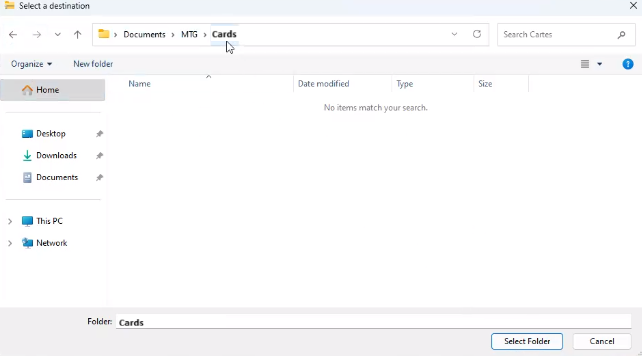 Select a destination
Documents > MTG > Cards
Search Cartes
Organize
New folder
?
Home
Name
Date modified
Type
Size
No items match your search.
Desktop
Downloads
Documents
This PC
Network
Folder: Cards
Select Folder
Cancel